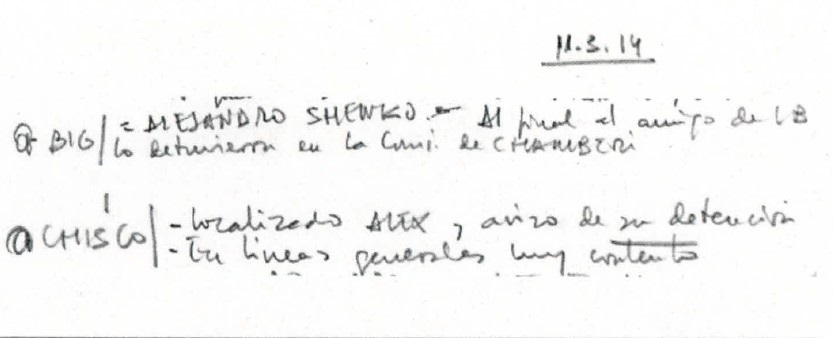 11.3.14
@ BIG/ = ALEJANDRO SHEWKO.- Al final el amigo de LB
lo detuvieron en la Comi. de CHAMBERI
@ CHISCO/ - localizado ALEX, aviso de su detención
- En líneas generales muy contento